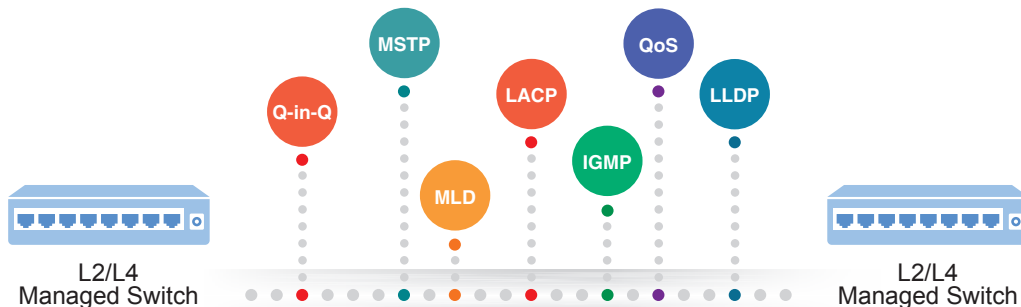 MSTP
QoS
Q-in-Q
LACP
LLDP
MLD
IGMP
L2/L4
Managed Switch
L2/L4
Managed Switch